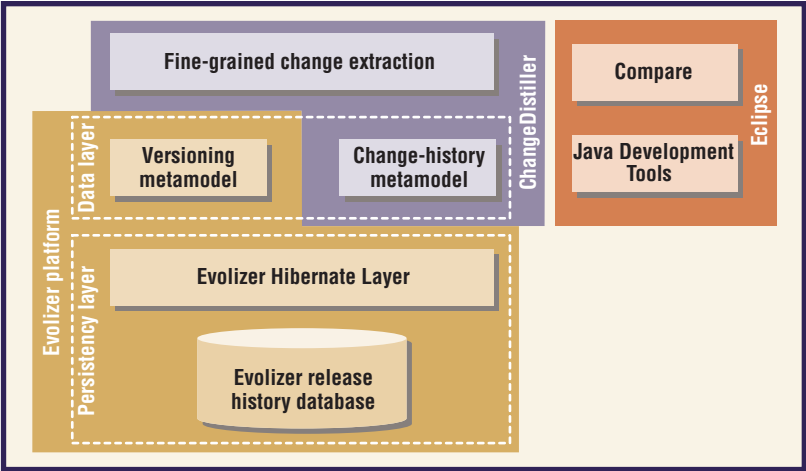 Fine-grained change extraction
ChangeDistiller
Compare
Java Development
Tools
Eclipse
Data layer
Versioning
metamodel
Change-history
metamodel
Evolizer platform
Persistency layer
Evolizer Hibernate Layer
Evolizer release
history database